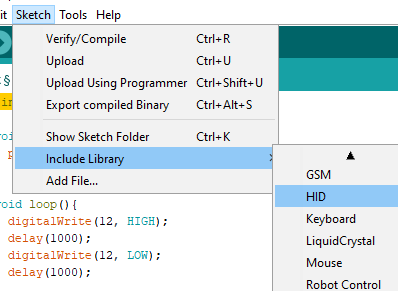 it Sketch Tools
Verify/Compile Ctrl+R
Upload Ctrl+U
Upload Using Programmer Ctrl+Shift+U
Export compiled Binary Ctrl+Alt+S
Show Sketch Folder Ctrl+K
Include Library
Add File...
GSM
HID
Keyboard
LiquidCrystal
Mouse
Robot Control
oid loop(){
digitalWrite(12, HIGH);
delay(1000);
digitalWrite(12, LOW);
delay(1000);